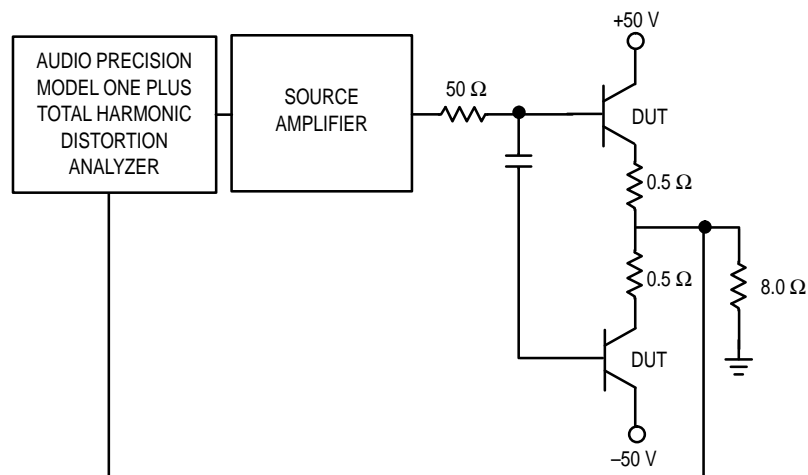 AUDIO PRECISION
MODEL ONE PLUS
TOTAL HARMONIC
DISTORTION
ANALYZER
SOURCE
AMPLIFIER
50 Ω
+50 V
DUT
0.5 Ω
0.5 Ω
8.0 Ω
DUT
–50 V